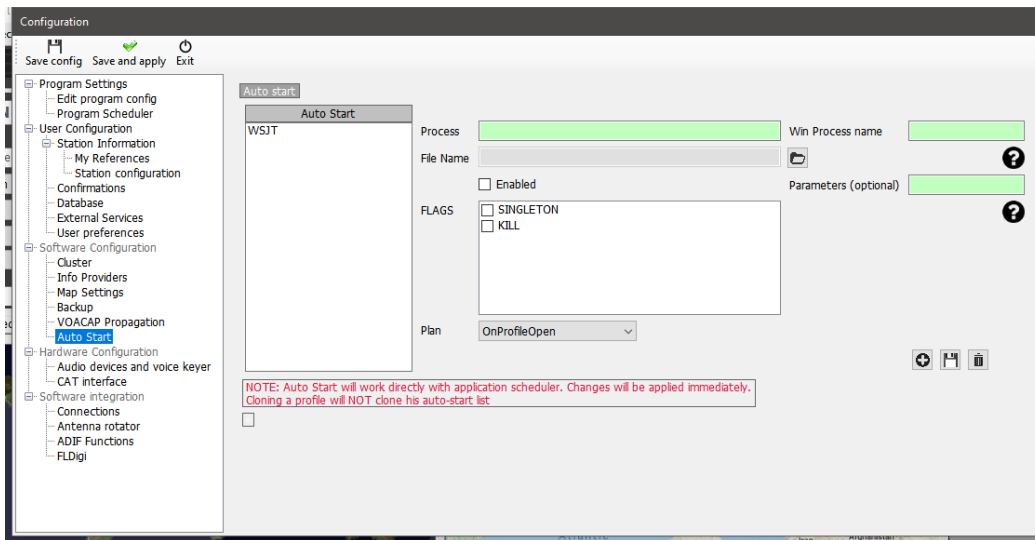 Configuration
Save config Save and apply Exit
Program Settings
Edit program config
Program Scheduler
User Configuration
Station Information
My References
Station configuration
Confirmations
Database
External Services
User preferences
Software Configuration
Cluster
Info Providers
Map Settings
Backup
VOACAP Propagation
Auto Start
Hardware Configuration
Audio devices and voice keyer
CAT interface
Software integration
Connections
Antenna rotator
ADIF Functions
FLDigi
Auto start
Auto Start
WSJT
Process
Win Process name
File Name
Enabled
Parameters (optional)
FLAGS
SINGLETON
KILL
Plan
OnProfileOpen
NOTE: Auto Start will work directly with application scheduler. Changes will be applied immediately.
Cloning a profile will NOT clone his auto-start list